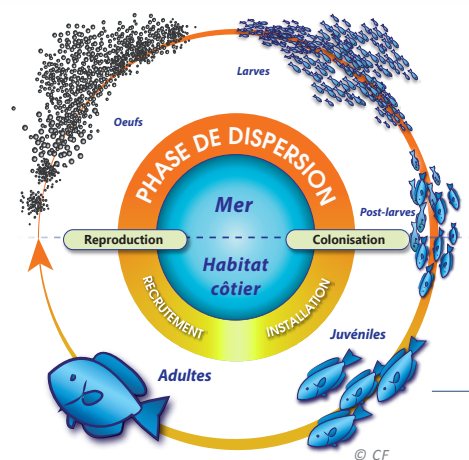 Larves
Oeufs
PHASE DE DISPERSION
Mer
Post-larves
Reproduction
Colonisation
Habitat
côtier
RECRUTEMENT
INSTALLATION
Juvéniles
Adultes
© CF